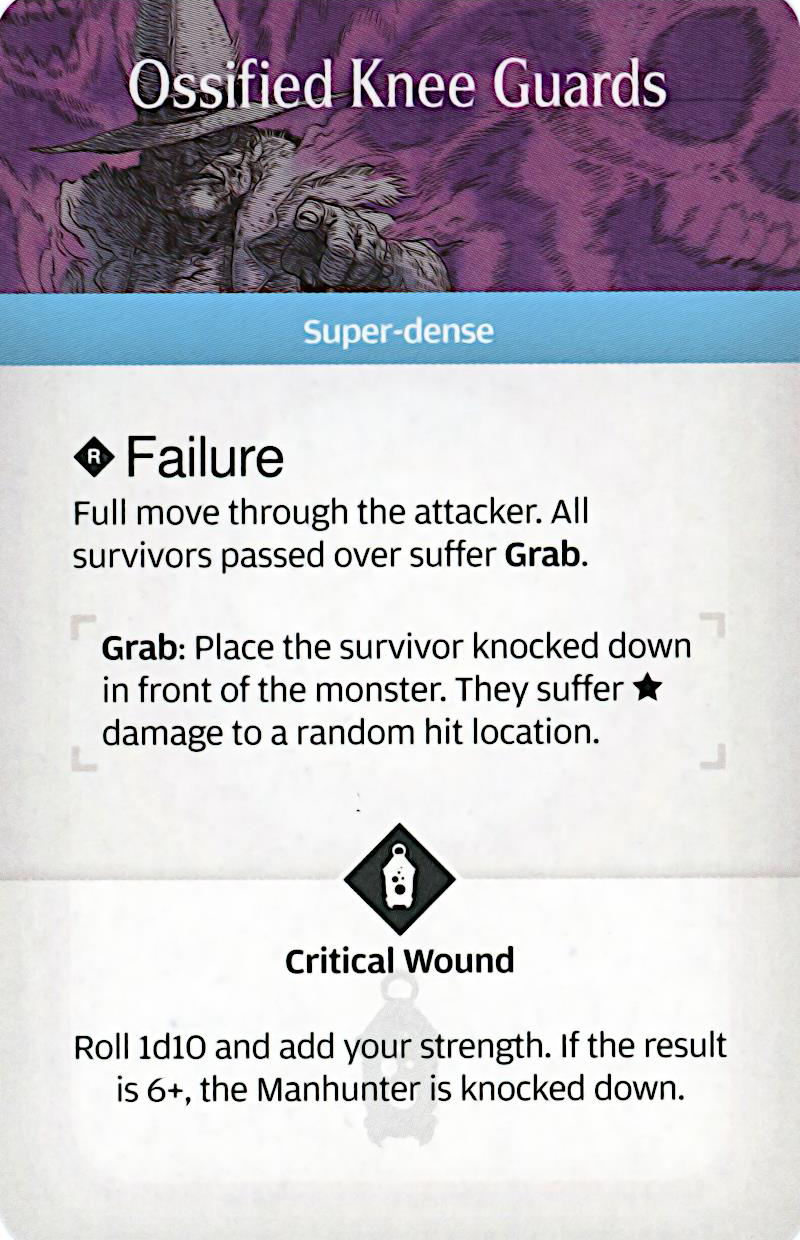 Ossified Knee Guards
Super-dense
R Failure
Full move through the attacker. All
survivors passed over suffer Grab.
Grab: Place the survivor knocked down
in front of the monster. They suffer ★
damage to a random hit location.
Critical Wound
Roll 1d10 and add your strength. If the result
is 6+, the Manhunter is knocked down.